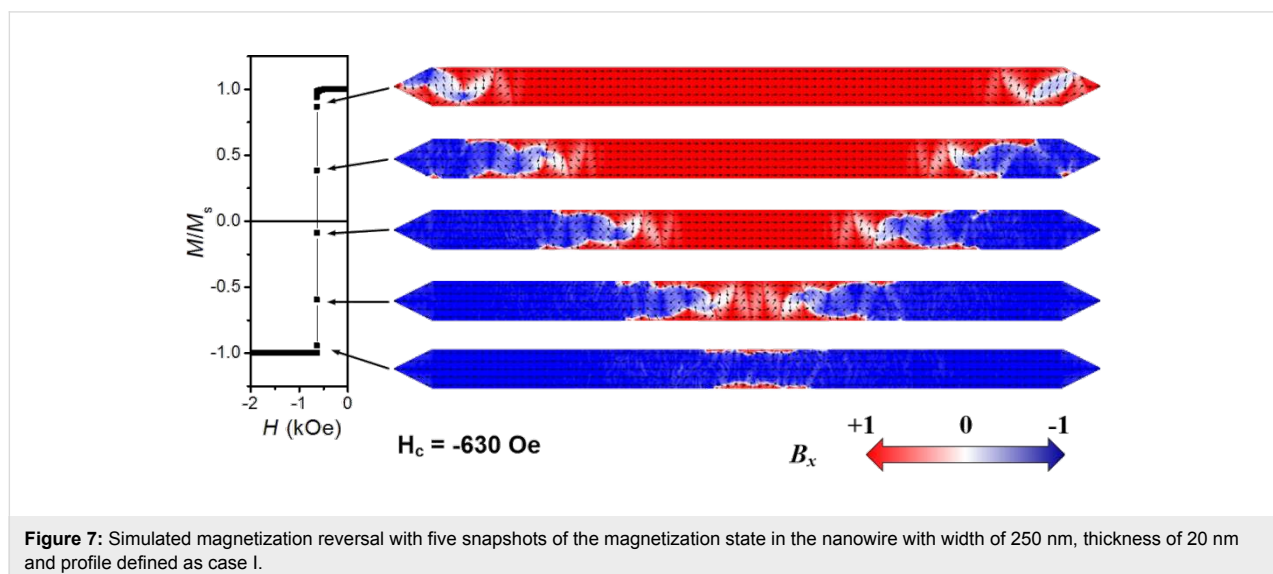 1.0
0.5
0.0
-0.5
-1.0
M/Ms
-2 -1 0
H (kOe)
Hc = -630 Oe
+1 0 -1
Bx
Figure 7: Simulated magnetization reversal with five snapshots of the magnetization state in the nanowire with width of 250 nm, thickness of 20 nm
and profile defined as case I.